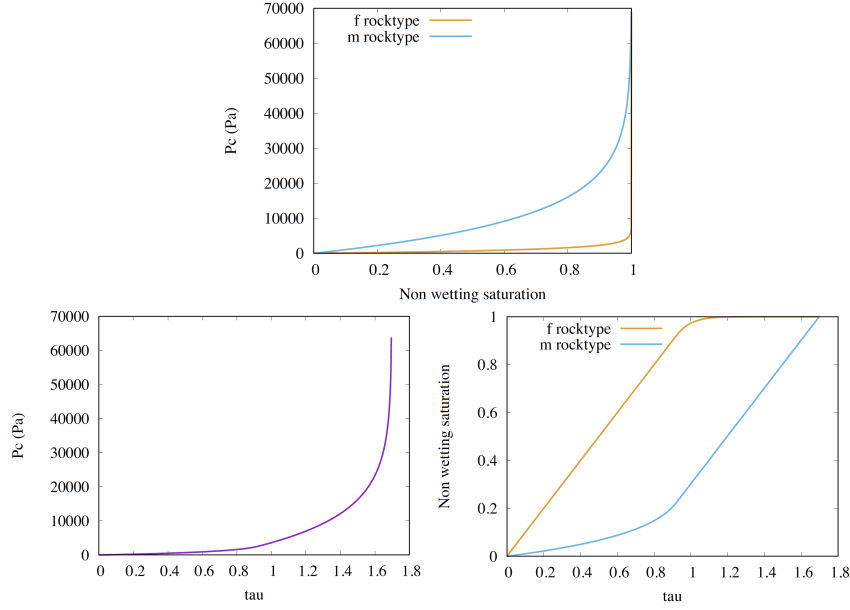 70000
60000
50000
40000
30000
20000
10000
0
Pc (Pa)
f rocktype
m rocktype
0 0.2 0.4 0.6 0.8 1
Non wetting saturation
70000
60000
50000
40000
30000
20000
10000
0
Pc (Pa)
0 0.2 0.4 0.6 0.8 1 1.2 1.4 1.6 1.8
tau
1
0.8
0.6
0.4
0.2
0
Non wetting saturation
f rocktype
m rocktype
0 0.2 0.4 0.6 0.8 1 1.2 1.4 1.6 1.8
tau